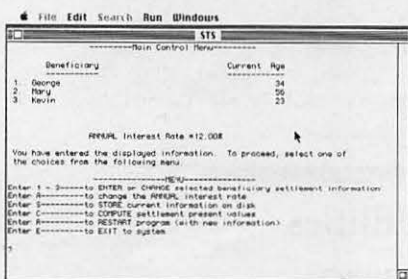 File Edit Search Run Windows
STS
---------Main Control Menu---------
Beneficiary Current Age
----------- -----------
1. George 34
2. Mary 56
3. Kevin 23
ANNUAL Interest Rate =12.00%
You have entered the displayed information. To proceed, select one of
the choices from the following menu.
---------MENU---------
Enter 1 - 3-----to ENTER or CHANGE selected beneficiary settlement information
Enter A---------to change the ANNUAL interest rate
Enter S---------to STORE current information on disk
Enter C---------to COMPUTE settlement present values
Enter R---------to RESTART program (with new information)
Enter E---------to EXIT to system
?